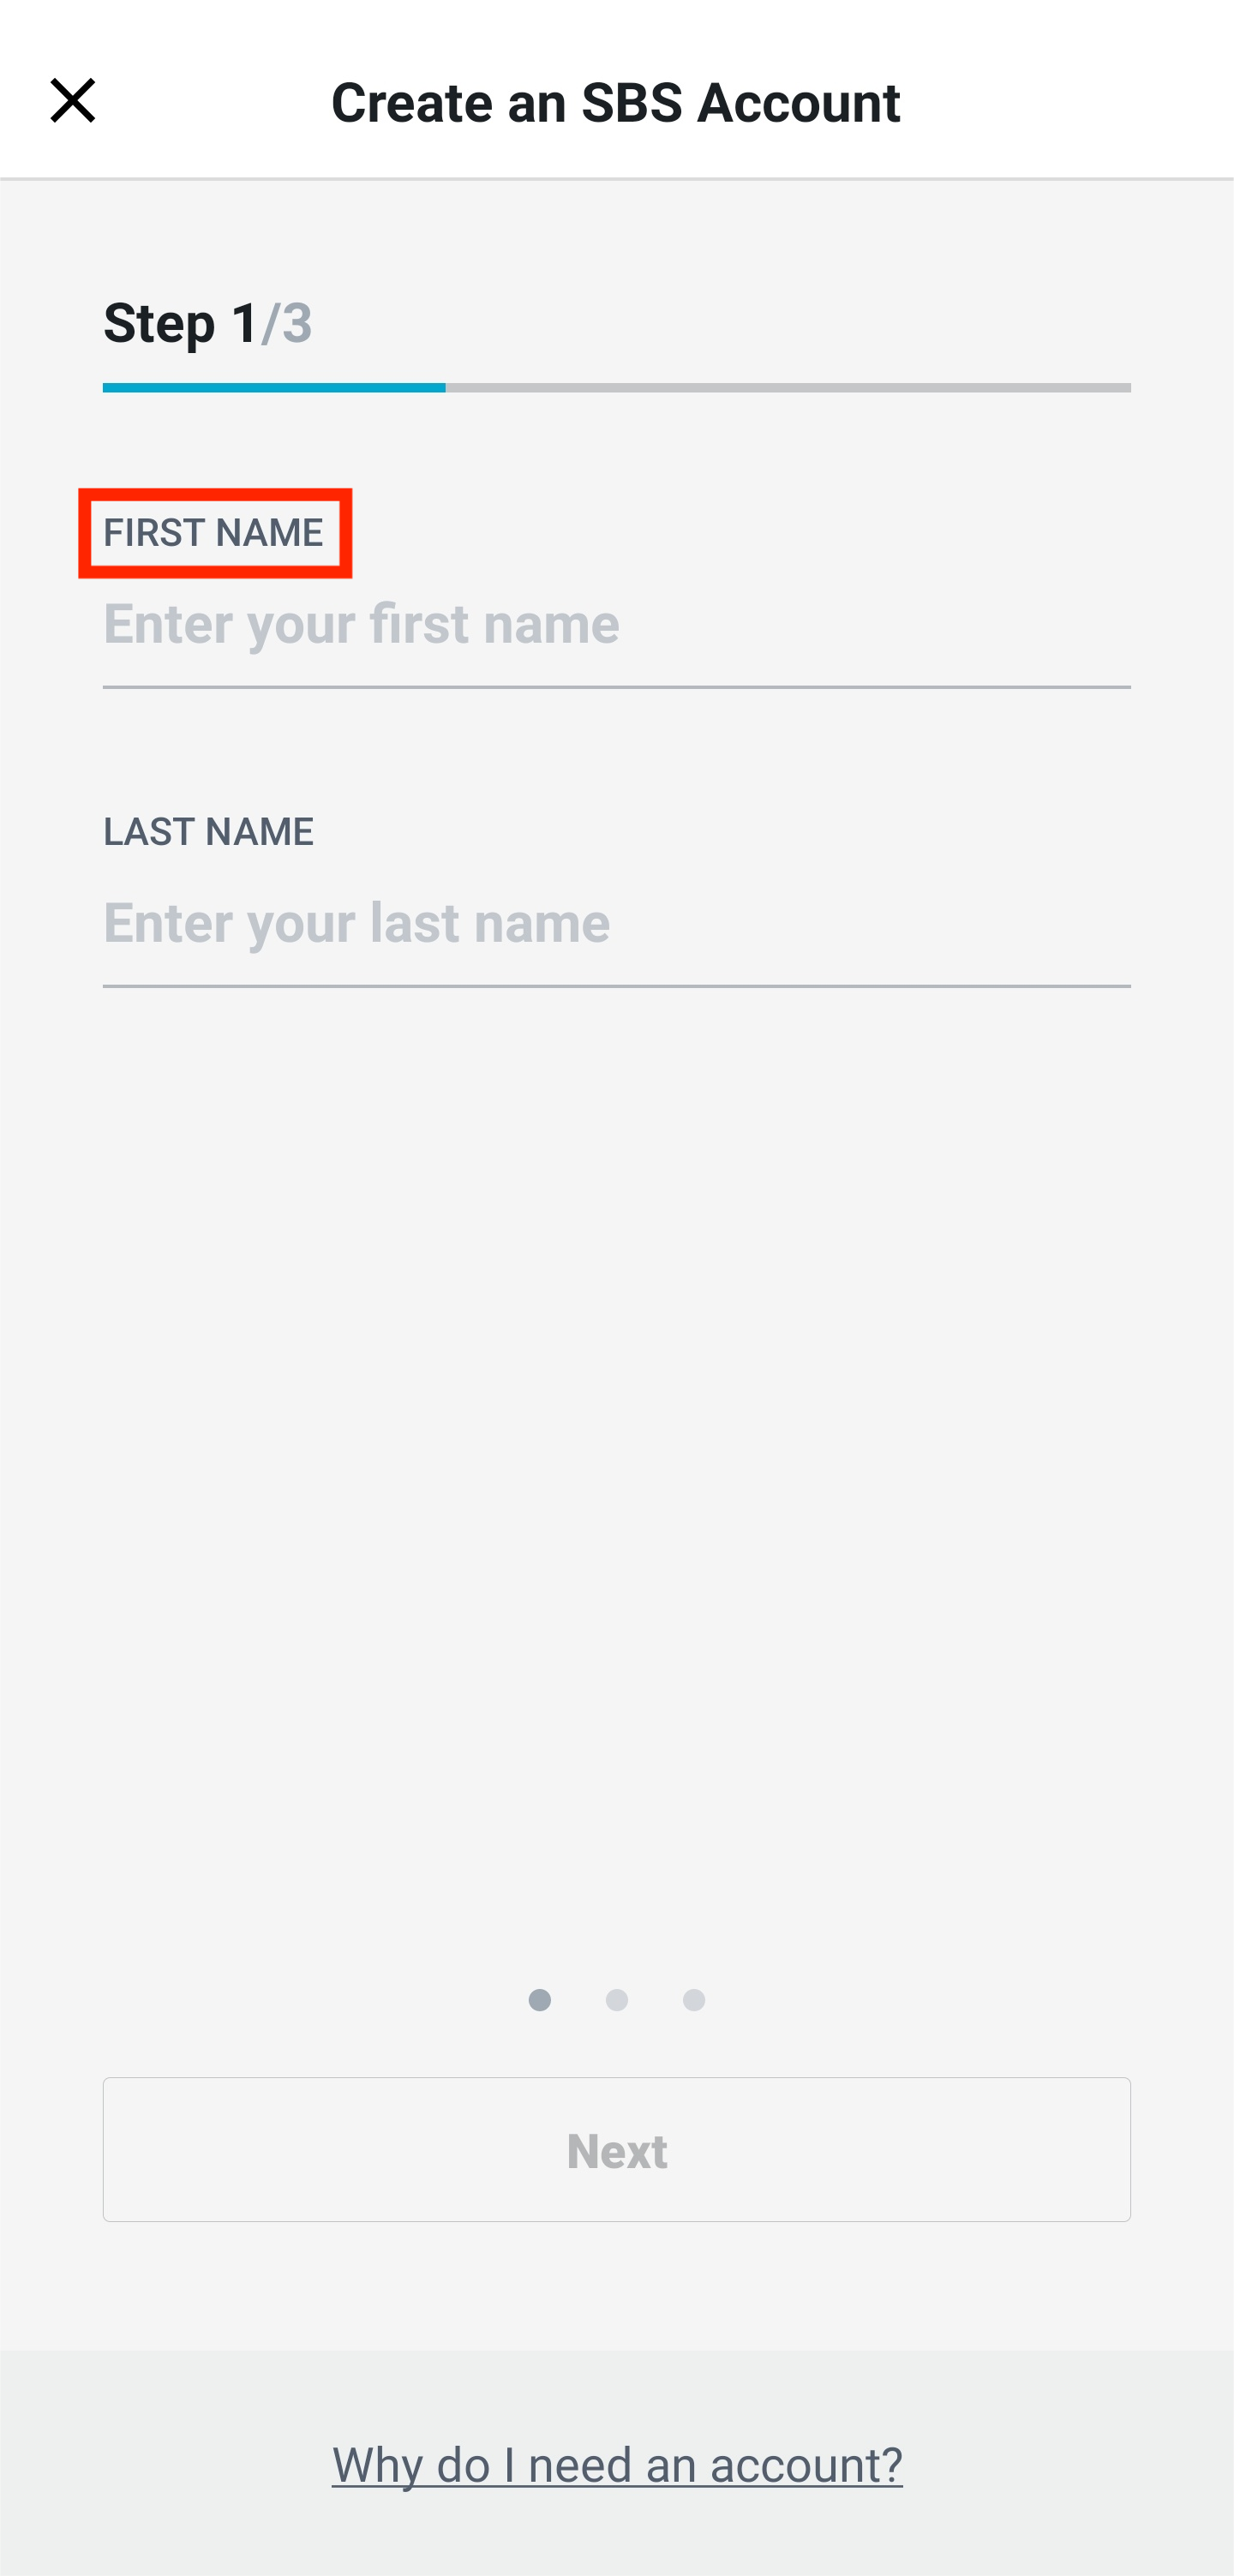 Create an SBS Account
Step 1/3
FIRST NAME
Enter your first name
LAST NAME
Enter your last name
Next
Why do I need an account?